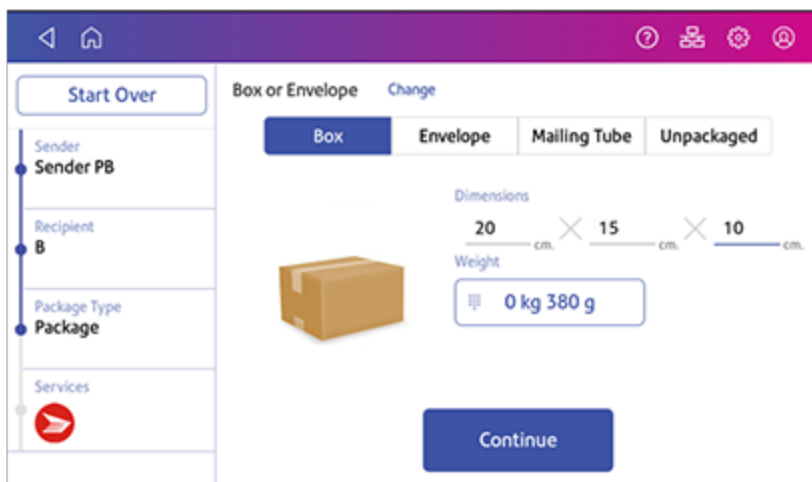 Start Over
Sender
Sender PB
Recipient
B
Package Type
Package
Services
Box or Envelope Change
Box Envelope Mailing Tube Unpackaged
Dimensions
20 cm. 15 cm. 10 cm.
Weight
0 kg 380 g
Continue